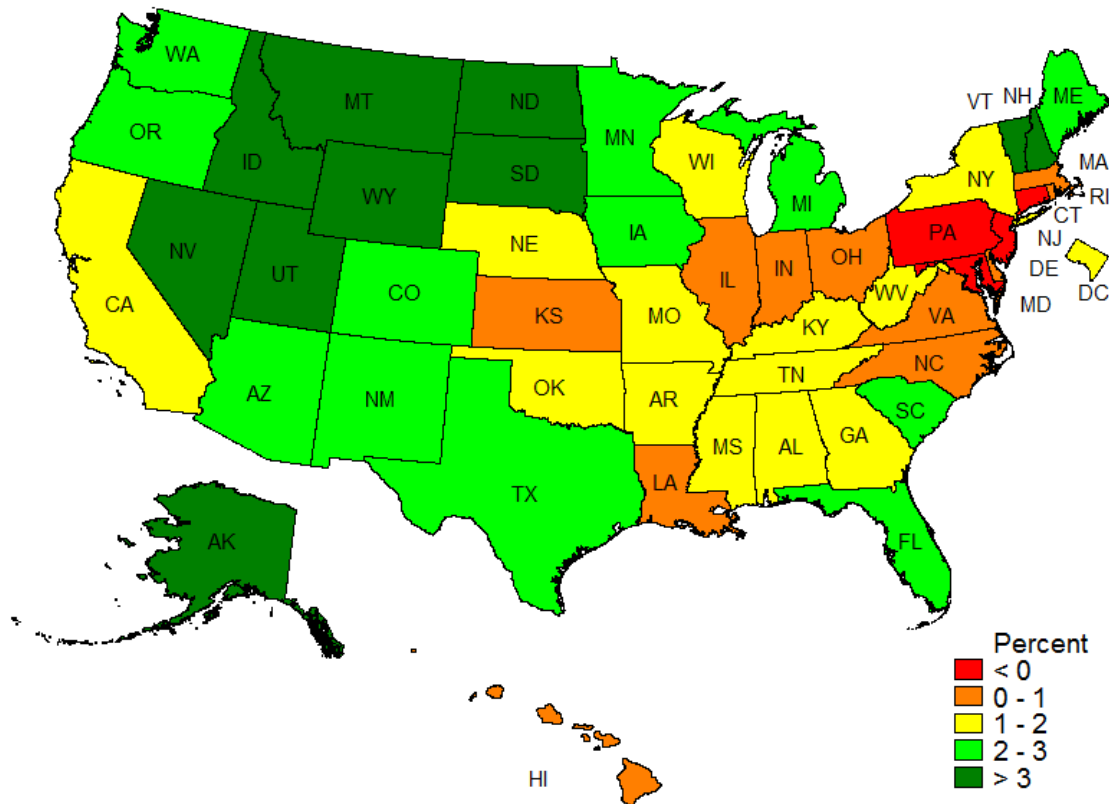 WA
MT
ND
MN
VT NH
ME
OR
ID
SD
WI
MI
NY
MA
RI
WY
CT
NV
UT
NE
IA
PA
NJ
CO
IL
IN
OH
DE
DC
CA
KS
MO
KY
WV
VA
MD
AZ
NM
OK
AR
TN
NC
SC
MS
AL
GA
TX
LA
FL
AK
HI
Percent
< 0
0 - 1
1 - 2
2 - 3
> 3